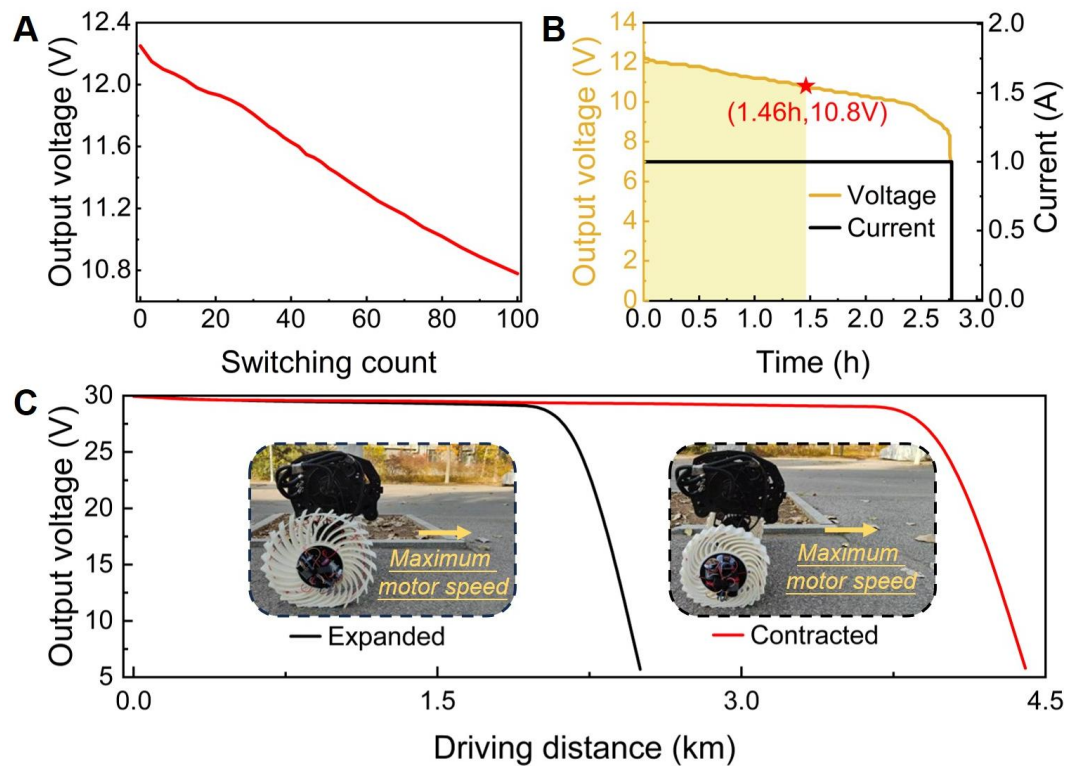 A
Output voltage (V)
12.4
12.0
11.6
11.2
10.8
0 20 40 60 80 100
Switching count
B
Output voltage (V)
14
12
10
8
6
4
2
0
(1.46h,10.8V)
Voltage
Current
2.0
1.5
1.0
0.5
0.0
Current (A)
0.0 0.5 1.0 1.5 2.0 2.5 3.0
Time (h)
C
Output voltage (V)
30
25
20
15
10
5
Maximum
motor speed
Expanded
Maximum
motor speed
Contracted
0.0 1.5 3.0 4.5
Driving distance (km)